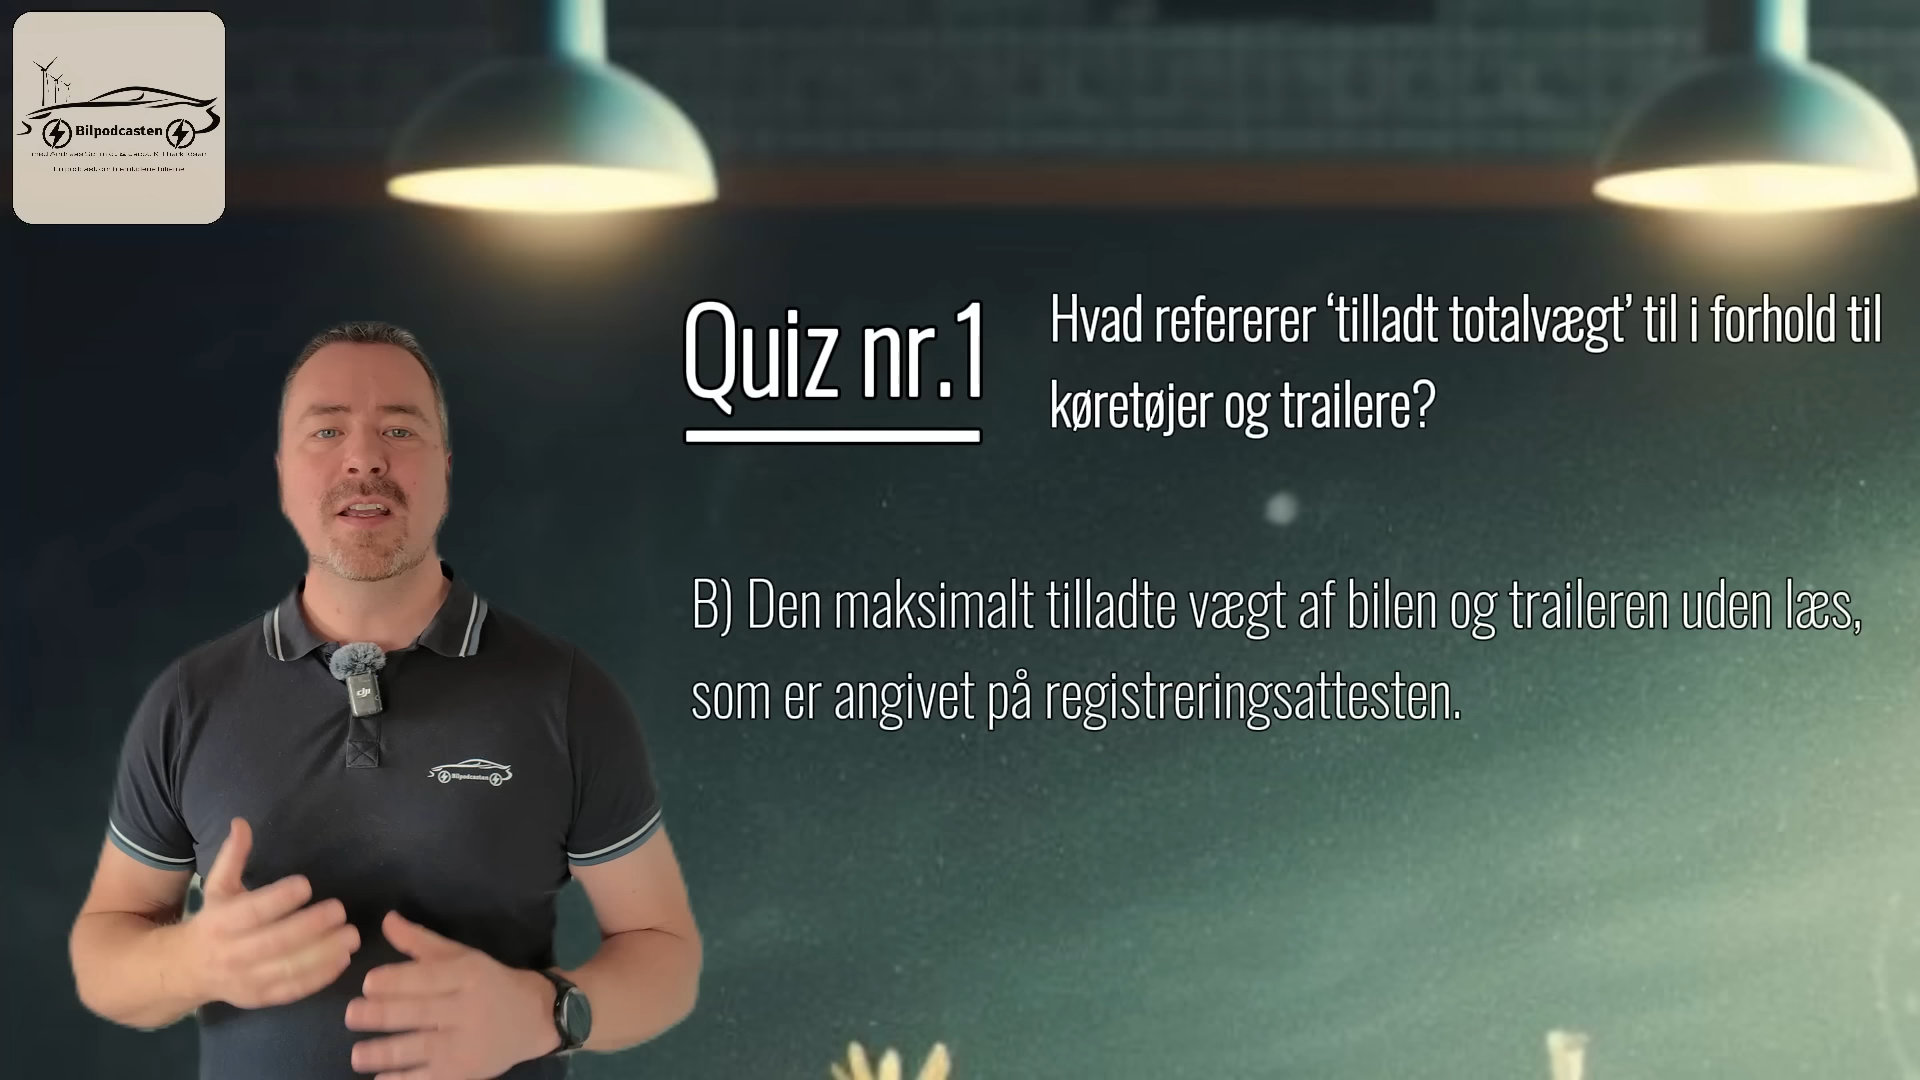 Bilpodcasten
Quiz nr.1
Hvad refererer ‘tilladt totalvægt’ til i forhold til
køretøjer og trailere?
B) Den maksimalt tilladte vægt af bilen og traileren uden læs,
som er angivet på registreringsattesten.
dji
Bilpodcasten